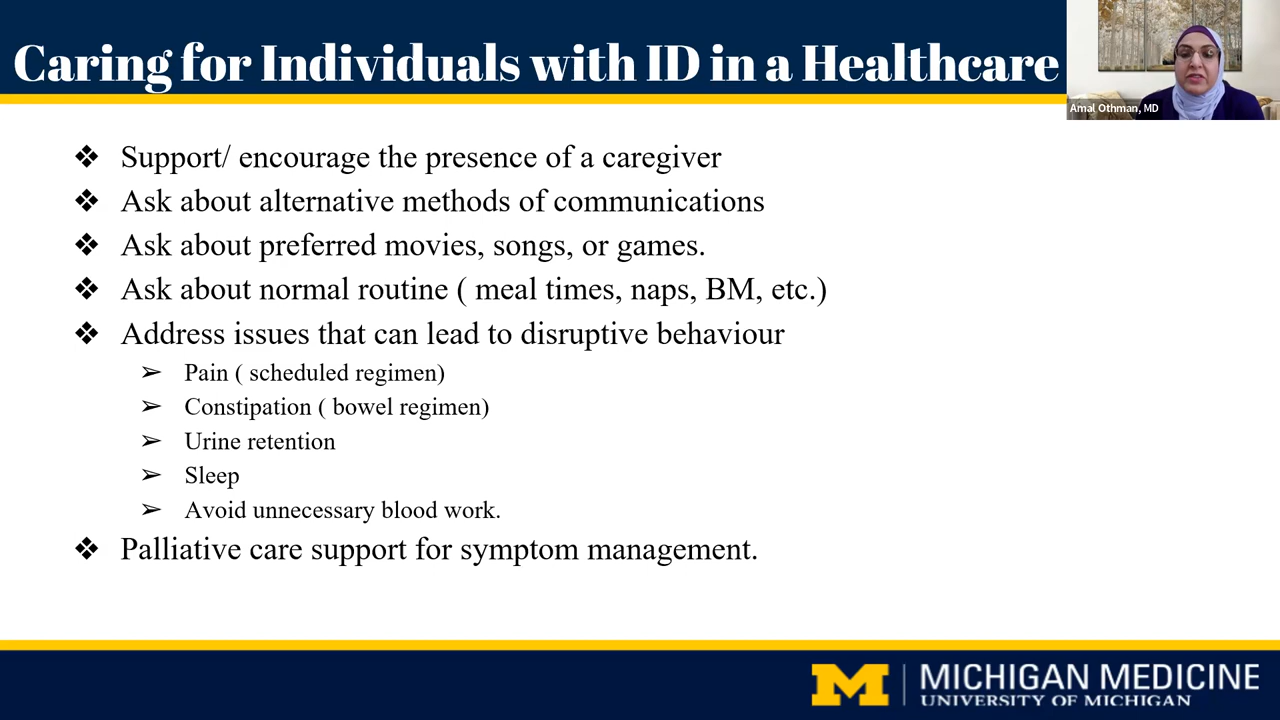 Caring for Individuals with ID in a Healthcare
Amal Othman, MD
❖ Support/ encourage the presence of a caregiver
❖ Ask about alternative methods of communications
❖ Ask about preferred movies, songs, or games.
❖ Ask about normal routine ( meal times, naps, BM, etc.)
❖ Address issues that can lead to disruptive behaviour
➢ Pain ( scheduled regimen)
➢ Constipation ( bowel regimen)
➢ Urine retention
➢ Sleep
➢ Avoid unnecessary blood work.
❖ Palliative care support for symptom management.
M | MICHIGAN MEDICINE
UNIVERSITY OF MICHIGAN